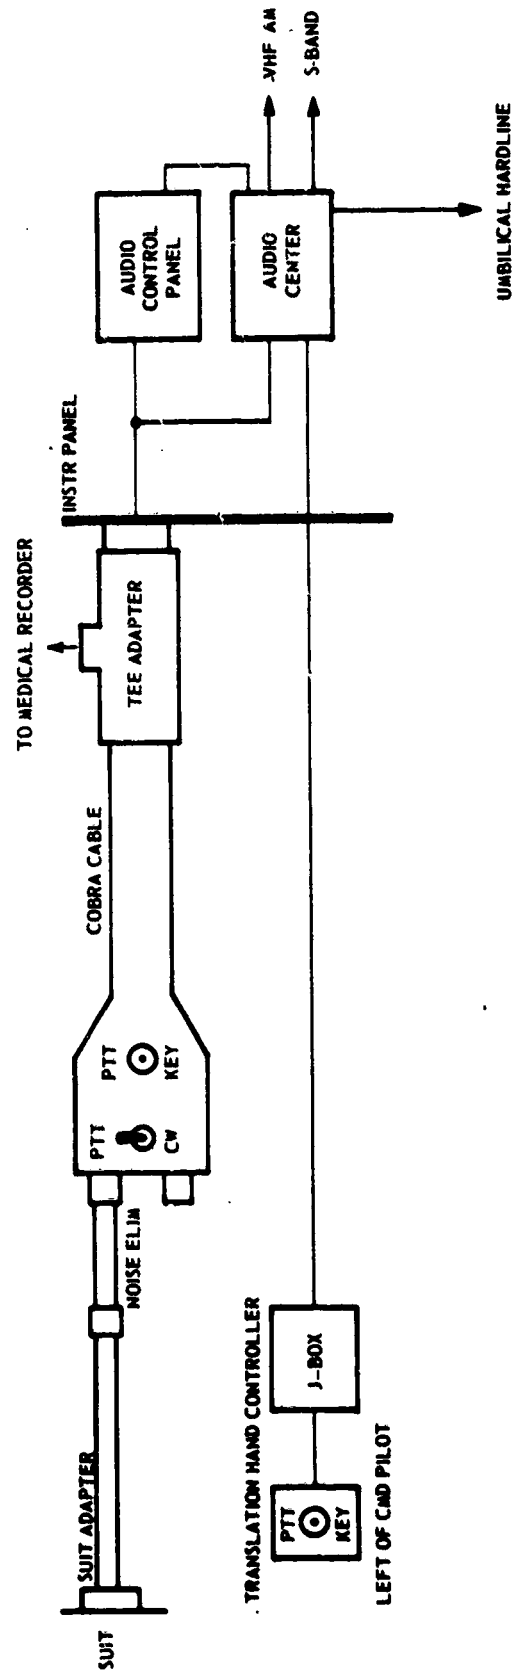 SUIT
SUIT ADAPTER
NOISE ELIM
PTT
CW
PTT
KEY
COBRA CABLE
TO MEDICAL RECORDER
TEE ADAPTER
INSTR PANEL
AUDIO
CONTROL
PANEL
AUDIO
CENTER
VHF AM
S-BAND
UMBILICAL HARDLINE
TRANSLATION HAND CONTROLLER
PTT
KEY
J-BOX
LEFT OF CMD PILOT